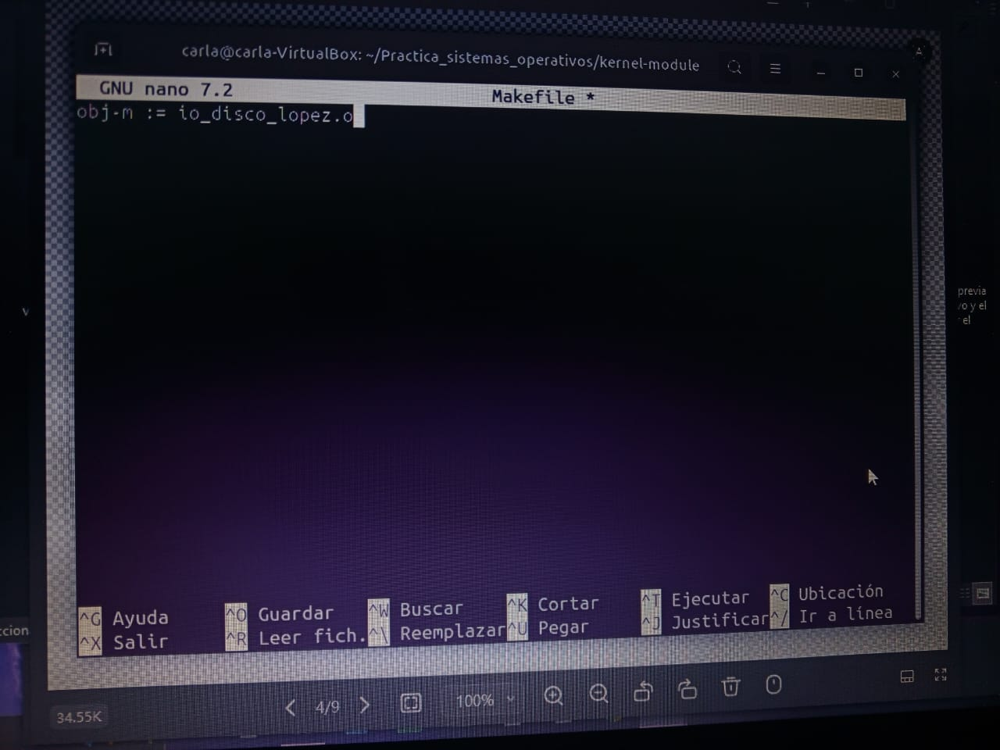 carla@carla-VirtualBox: ~/Practica_sistemas_operativos/kernel-module
GNU nano 7.2 Makefile *
obj-m := io_disco_lopez.o
previa
vo y el
el
^G Ayuda ^O Guardar ^W Buscar ^K Cortar ^T Ejecutar ^C Ubicación
^X Salir ^R Leer fich. ^\ Reemplazar ^U Pegar ^J Justificar ^/ Ir a línea
ccion
4/9
100%
34.55K